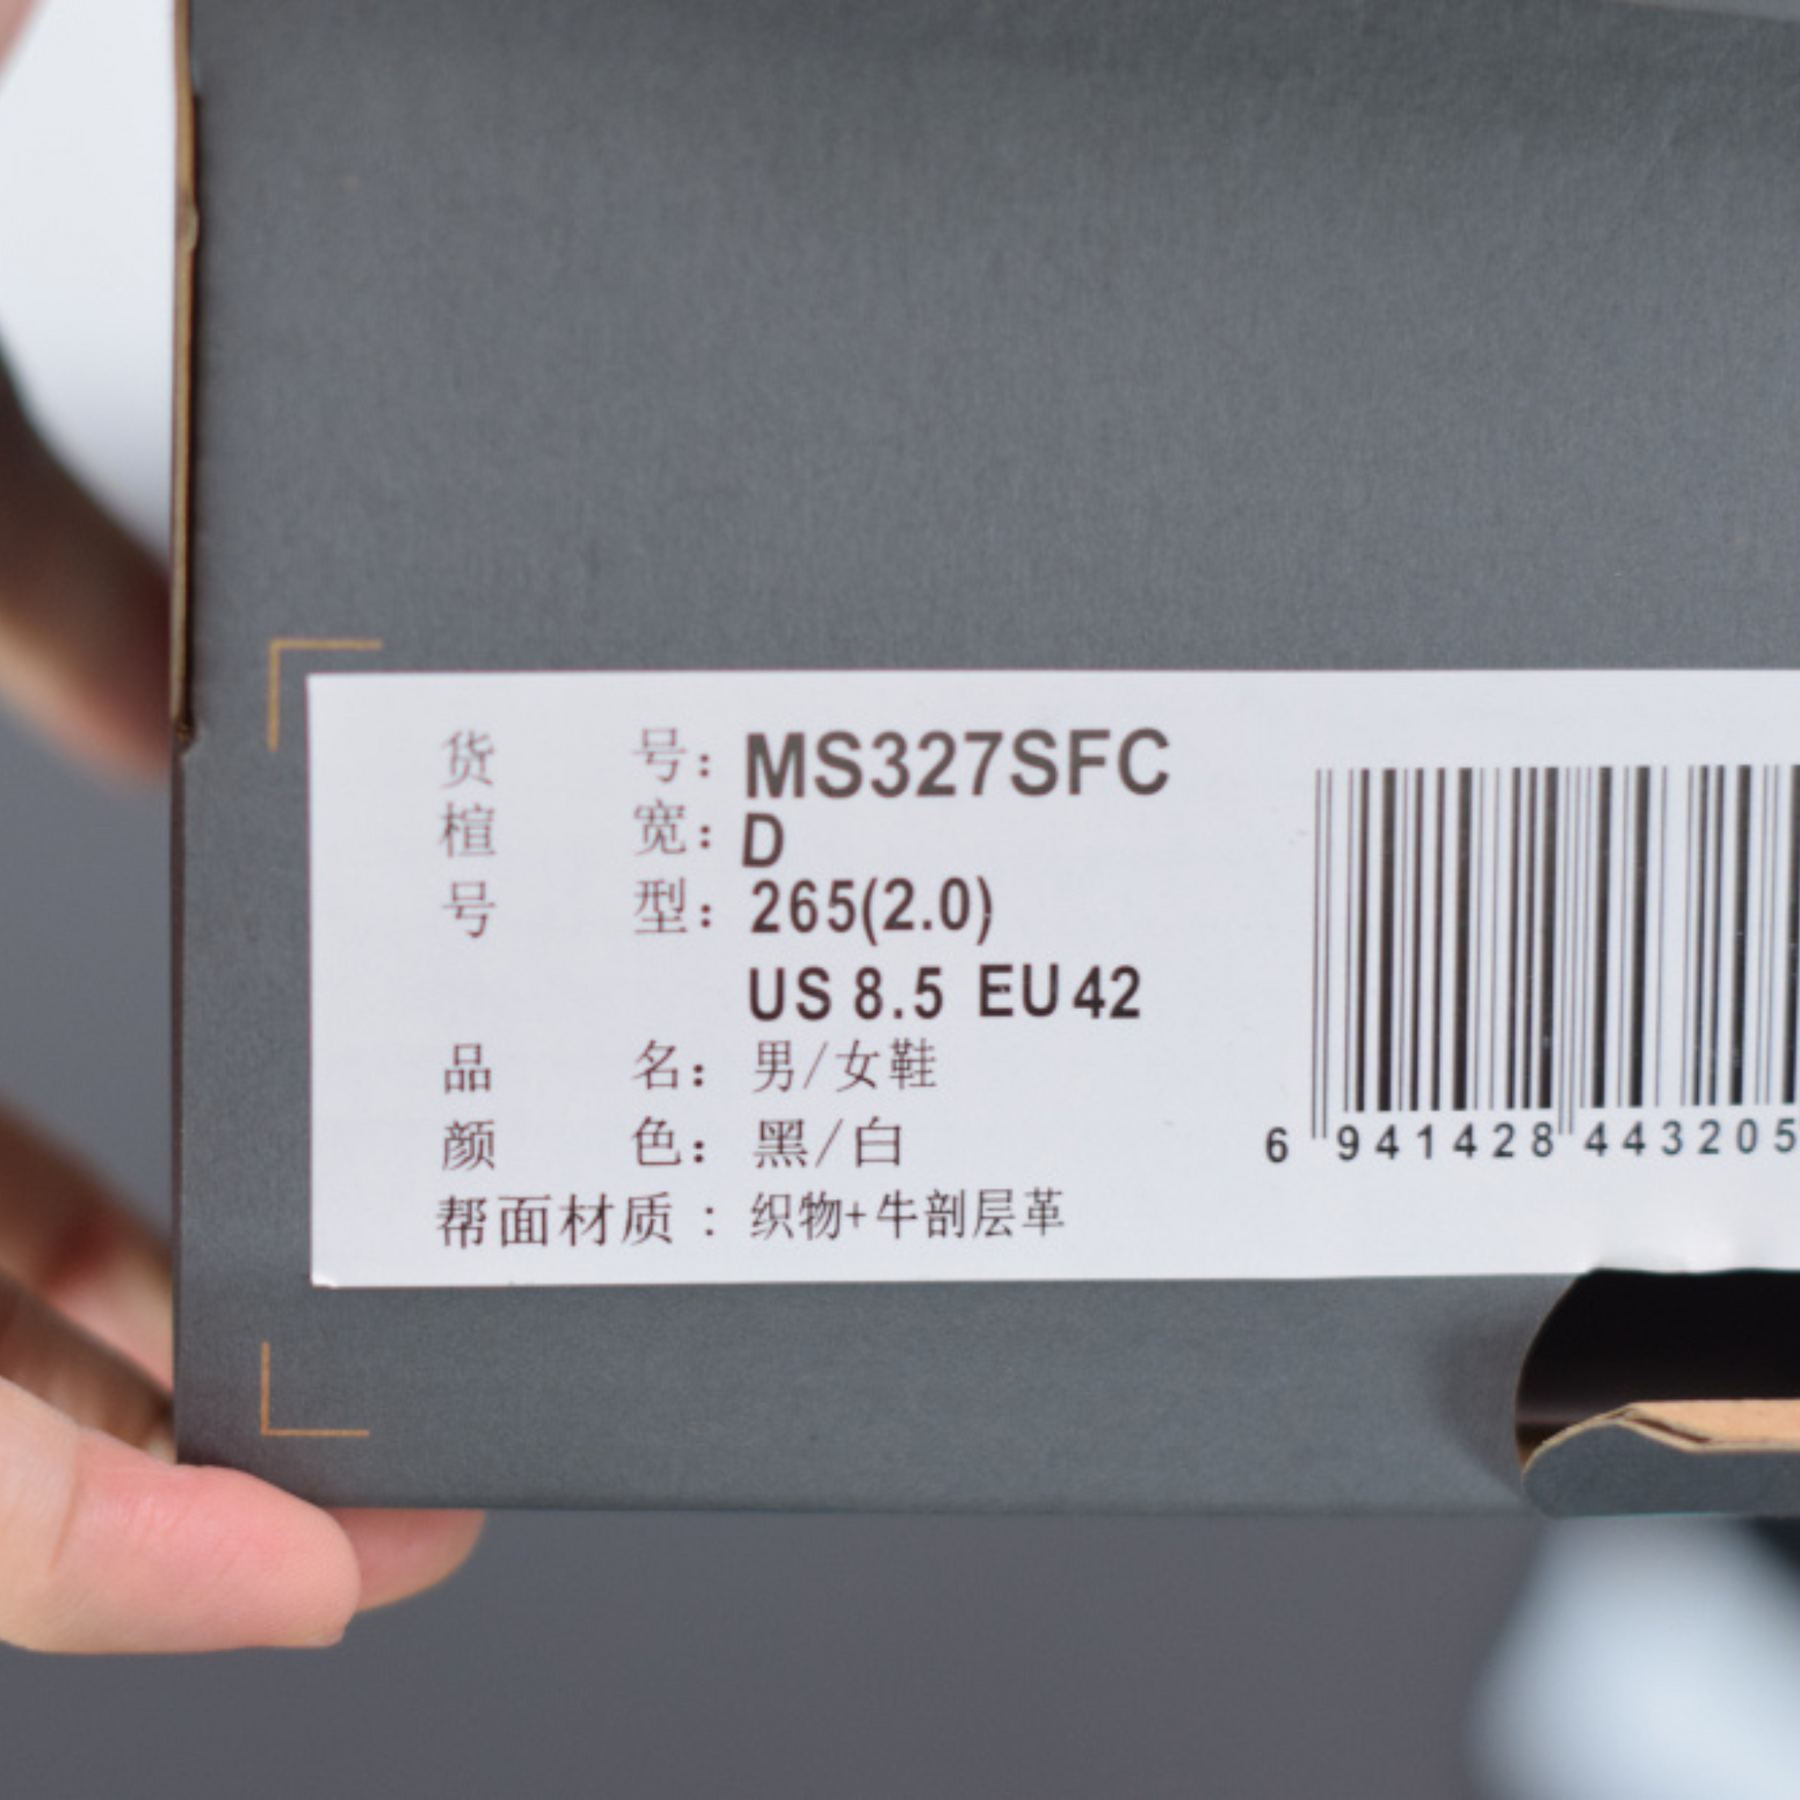 货号：MS327SFC
楦宽：D
号型：265(2.0)
US 8.5 EU 42
品名：男/女鞋
颜色：黑/白
帮面材质：织物+牛剖层革
6 941428 443205